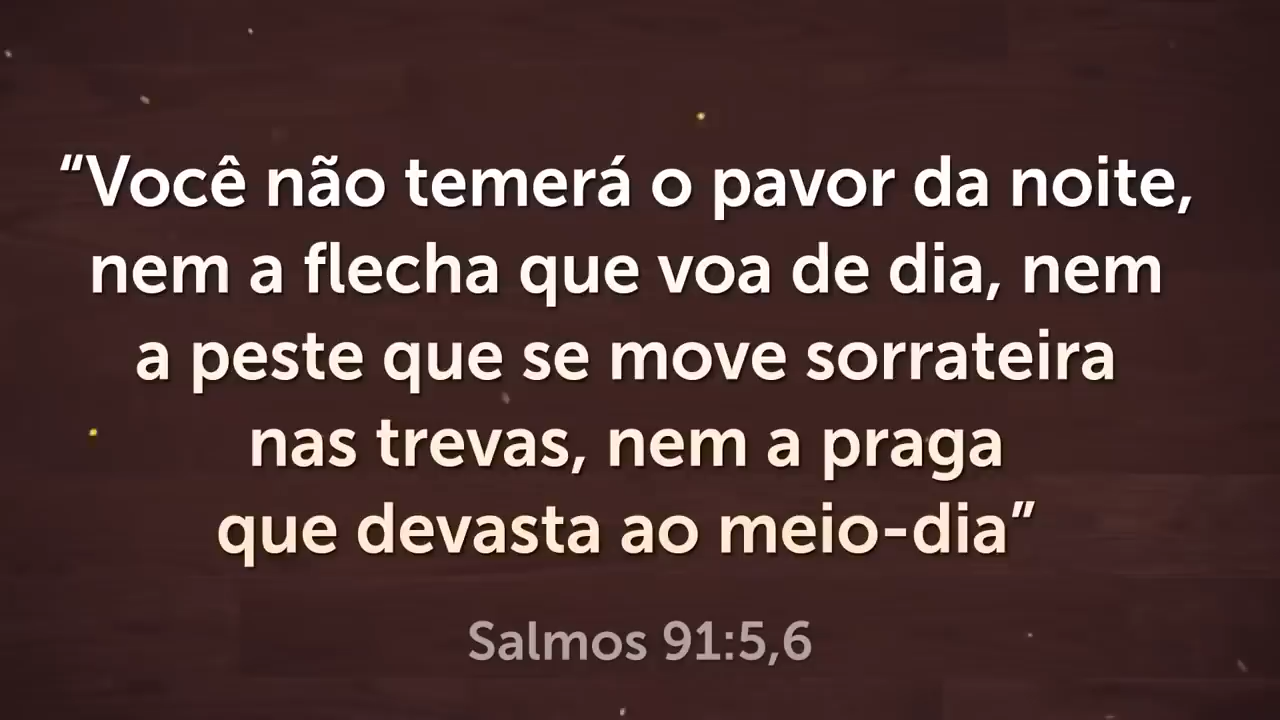 “Você não temerá o pavor da noite,
nem a flecha que voa de dia, nem
a peste que se move sorrateira
nas trevas, nem a praga
que devasta ao meio-dia”
Salmos 91:5,6